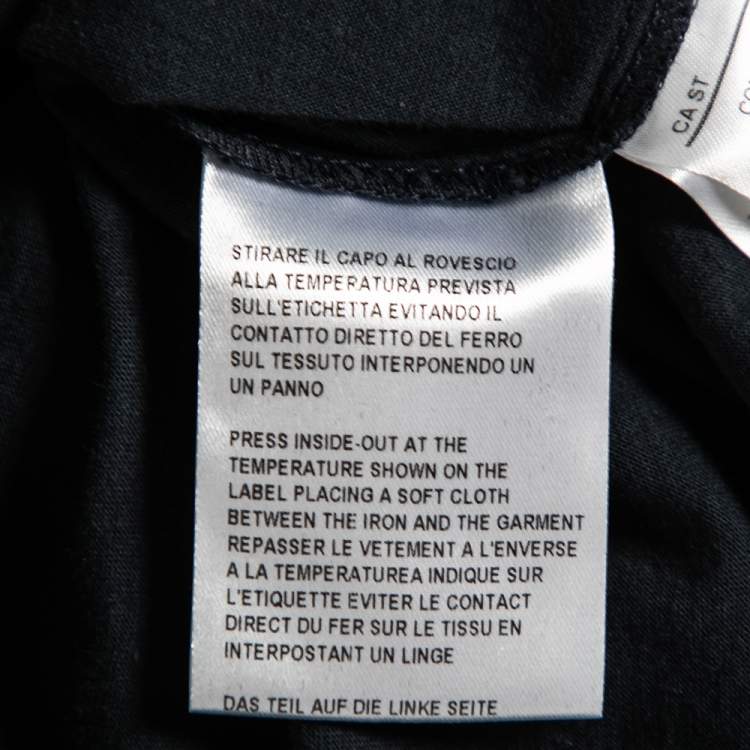 CA ST
STIRARE IL CAPO AL ROVESCIO
ALLA TEMPERATURA PREVISTA
SULL'ETICHETTA EVITANDO IL
CONTATTO DIRETTO DEL FERRO
SUL TESSUTO INTERPONENDO UN
UN PANNO
PRESS INSIDE-OUT AT THE
TEMPERATURE SHOWN ON THE
LABEL PLACING A SOFT CLOTH
BETWEEN THE IRON AND THE GARMENT
REPASSER LE VETEMENT A L'ENVERSE
A LA TEMPERATUREA INDIQUE SUR
L'ETIQUETTE EVITER LE CONTACT
DIRECT DU FER SUR LE TISSU EN
INTERPOSTANT UN LINGE
DAS TEIL AUF DIE LINKE SEITE